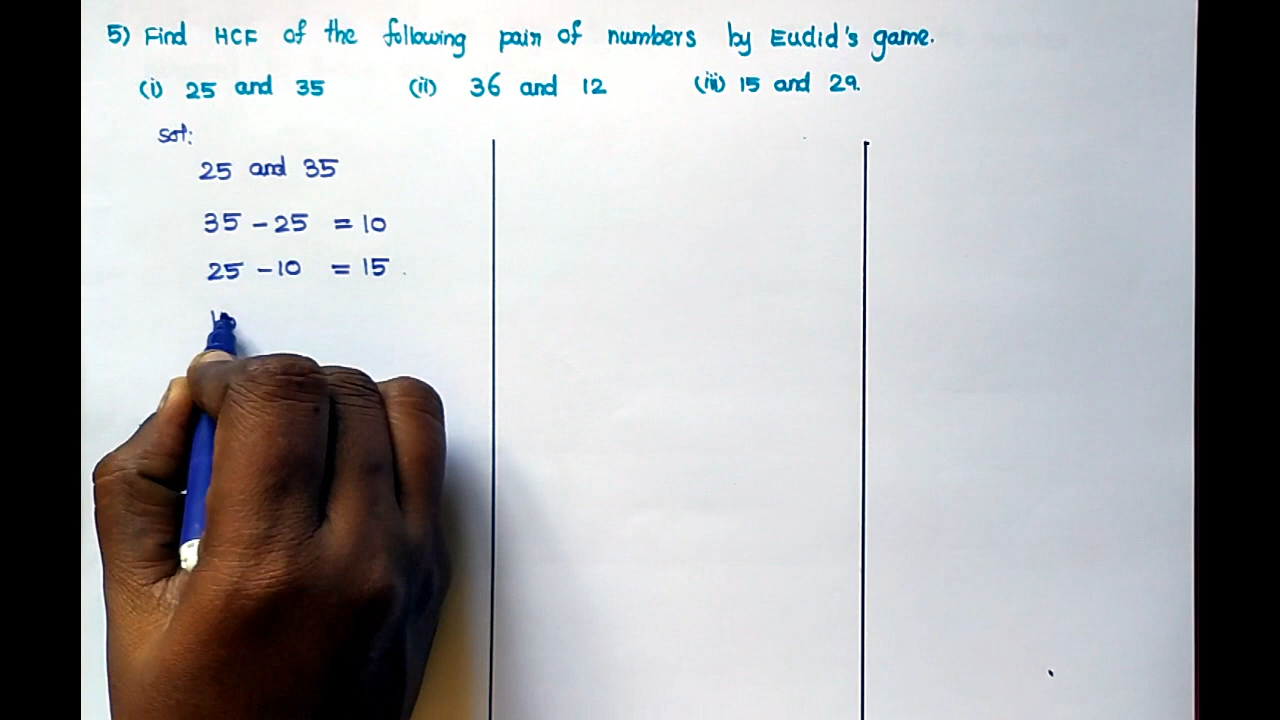 5) Find HCF of the following pair of numbers by Eudid's game.
(i) 25 and 35 (ii) 36 and 12 (iii) 15 and 29.
Sol:
25 and 35
35 - 25 = 10
25 - 10 = 15